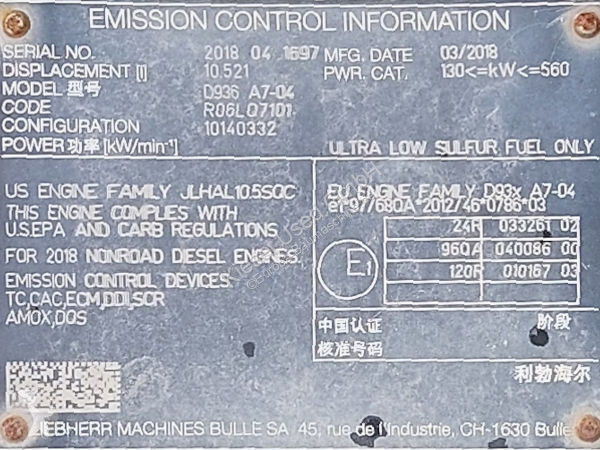 EMISSION CONTROL INFORMATION
SERIAL NO. 2018 04 1697 MFG. DATE 03/2018
DISPLACEMENT [l] 10.521 PWR. CAT. 130<=kW<=560
MODEL 型号 D936 A7-04
CODE R06L07101
CONFIGURATION 10140332
POWER 功率[kW/min⁻¹] ULTRA LOW SULFUR FUEL ONLY
US ENGINE FAMILY JLHAL10.5SQC
THIS ENGINE COMPLIES WITH
U.S.EPA AND CARB REGULATIONS
FOR 2018 NONROAD DIESEL ENGINES.
EMISSION CONTROL DEVICES
TC,CAC,ECM,DDI,SCR
AMOX,DQS
EU ENGINE FAMILY D93x A7-04
e1*97/68QA*2012/46*0786*03
E1
24R 03326 02
96QA 040086 00
120R 010167 03
中国认证 阶段
核准号码
利勃海尔
LIEBHERR MACHINES BULLE SA 45, rue de l'Industrie, CH-1630 Bulle